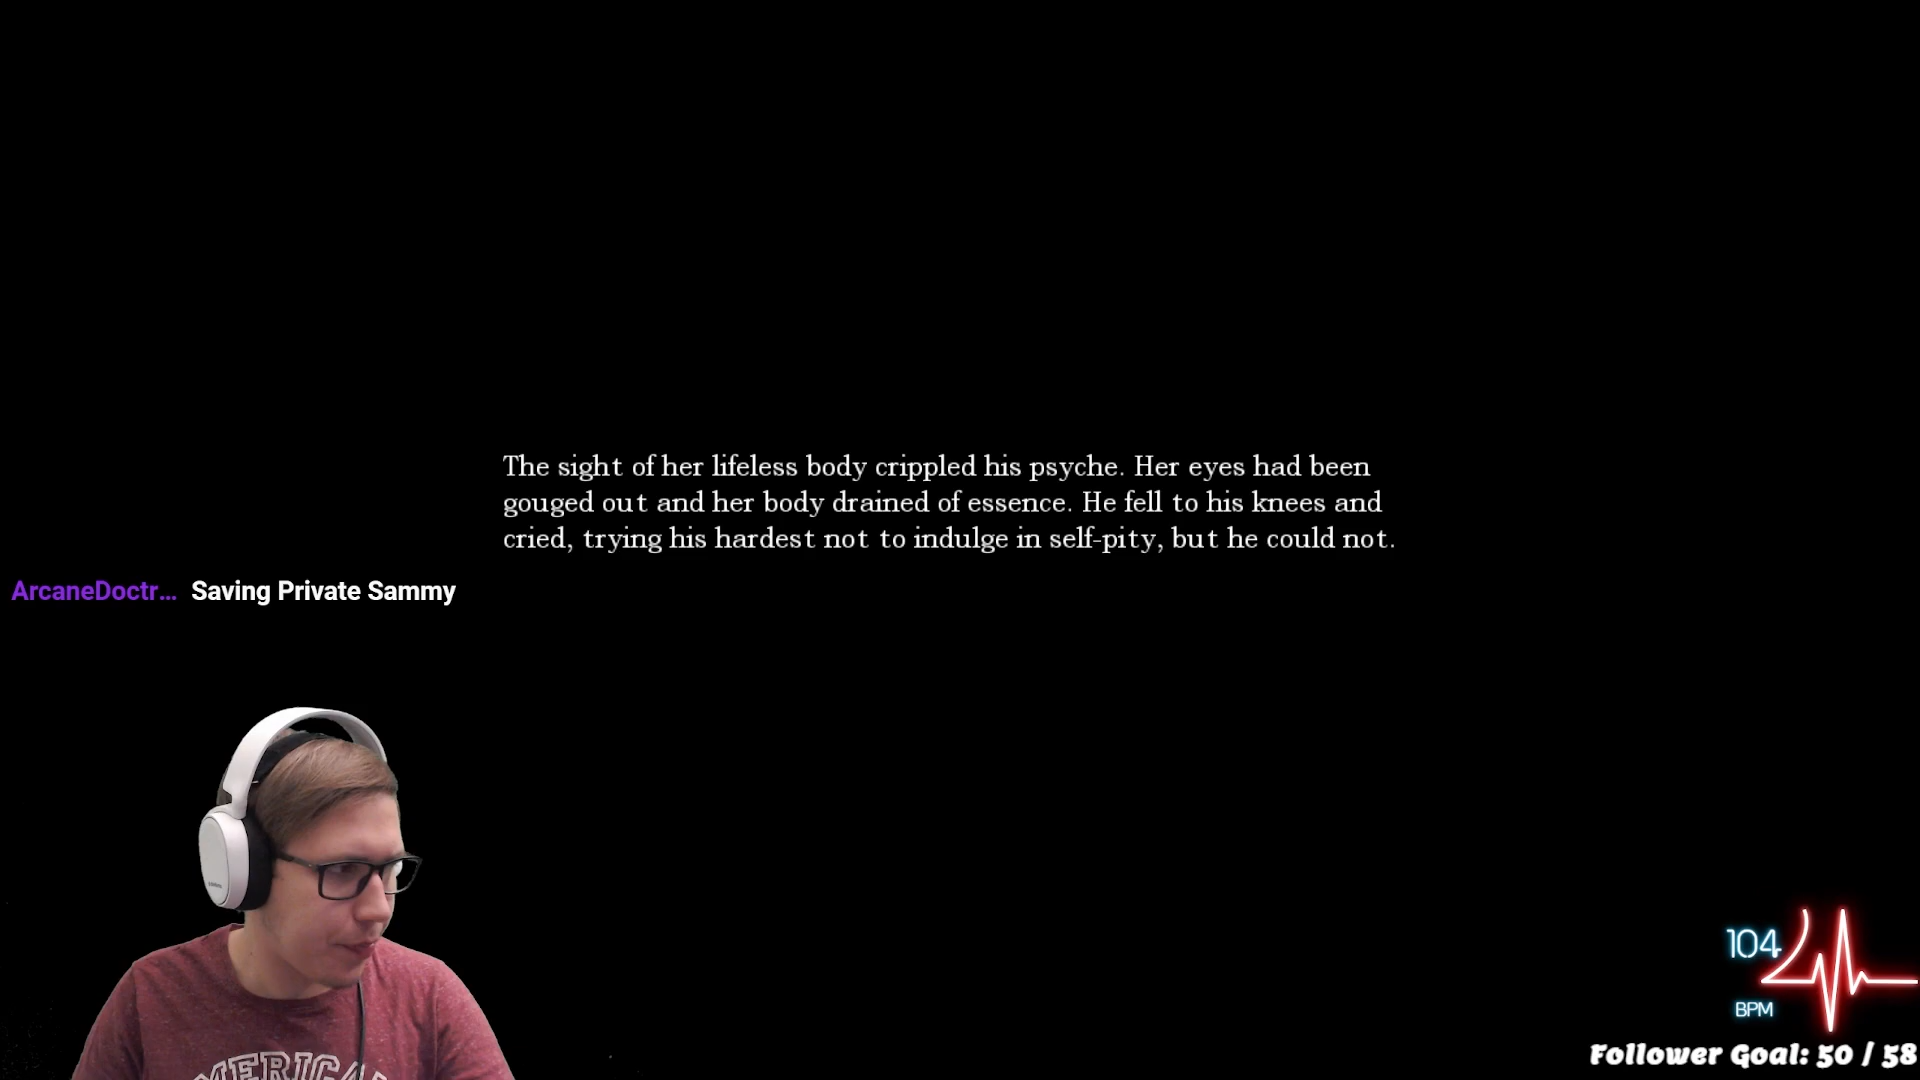 The sight of her lifeless body crippled his psyche. Her eyes had been
gouged out and her body drained of essence. He fell to his knees and
cried, trying his hardest not to indulge in self-pity, but he could not.
ArcaneDoctr... Saving Private Sammy
104
BPM
Follower Goal: 50 / 58